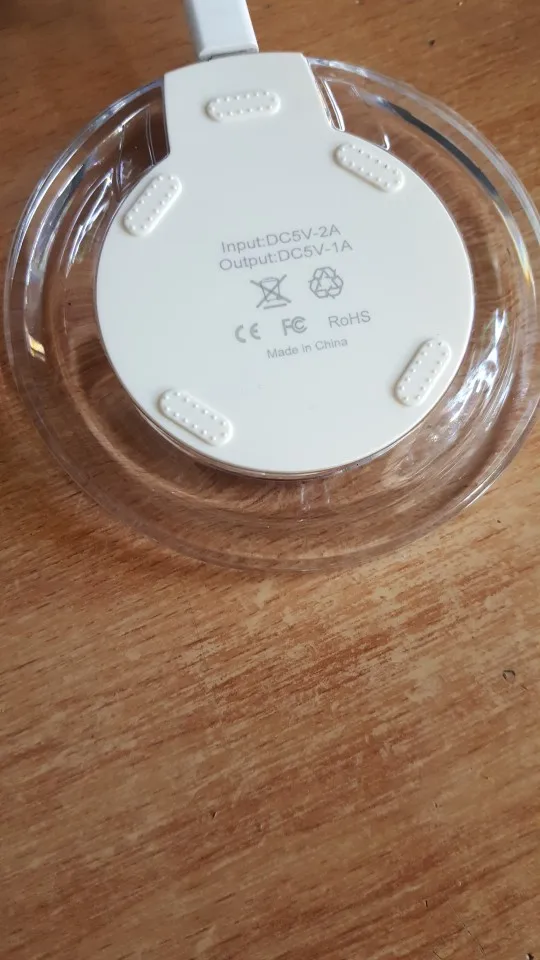 Input:DC5V-2A
Output:DC5V-1A
CE FC RoHS
Made in China